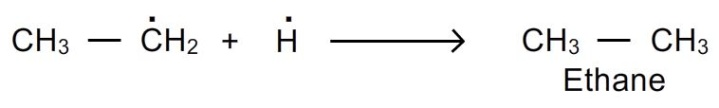 CH₃ — ĊH₂ + Ḣ ⟶ CH₃ — CH₃
Ethane